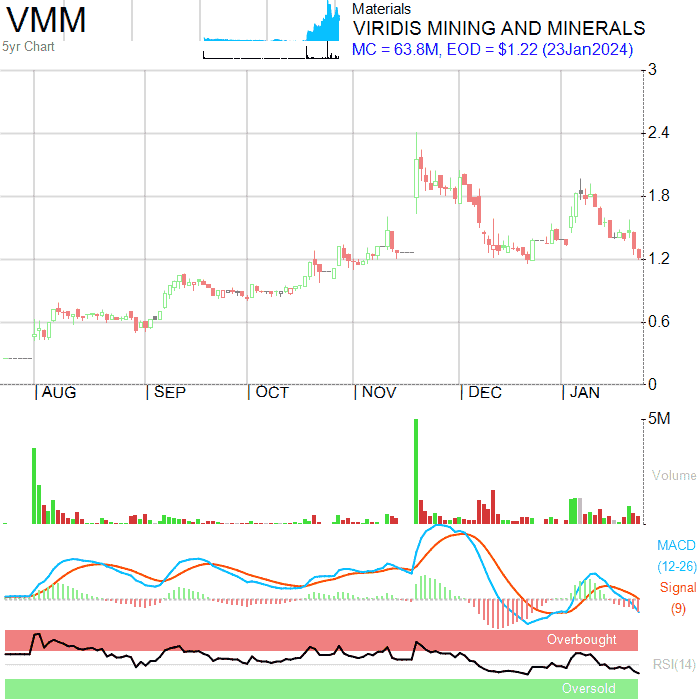 VMM
Materials
VIRIDIS MINING AND MINERALS
5yr Chart
MC = 63.8M, EOD = $1.22 (23Jan2024)
3
2.4
1.8
1.2
0.6
0
| AUG | SEP | OCT | NOV | DEC | JAN
5M
Volume
MACD
(12-26)
Signal
(9)
Overbought
RSI(14)
Oversold